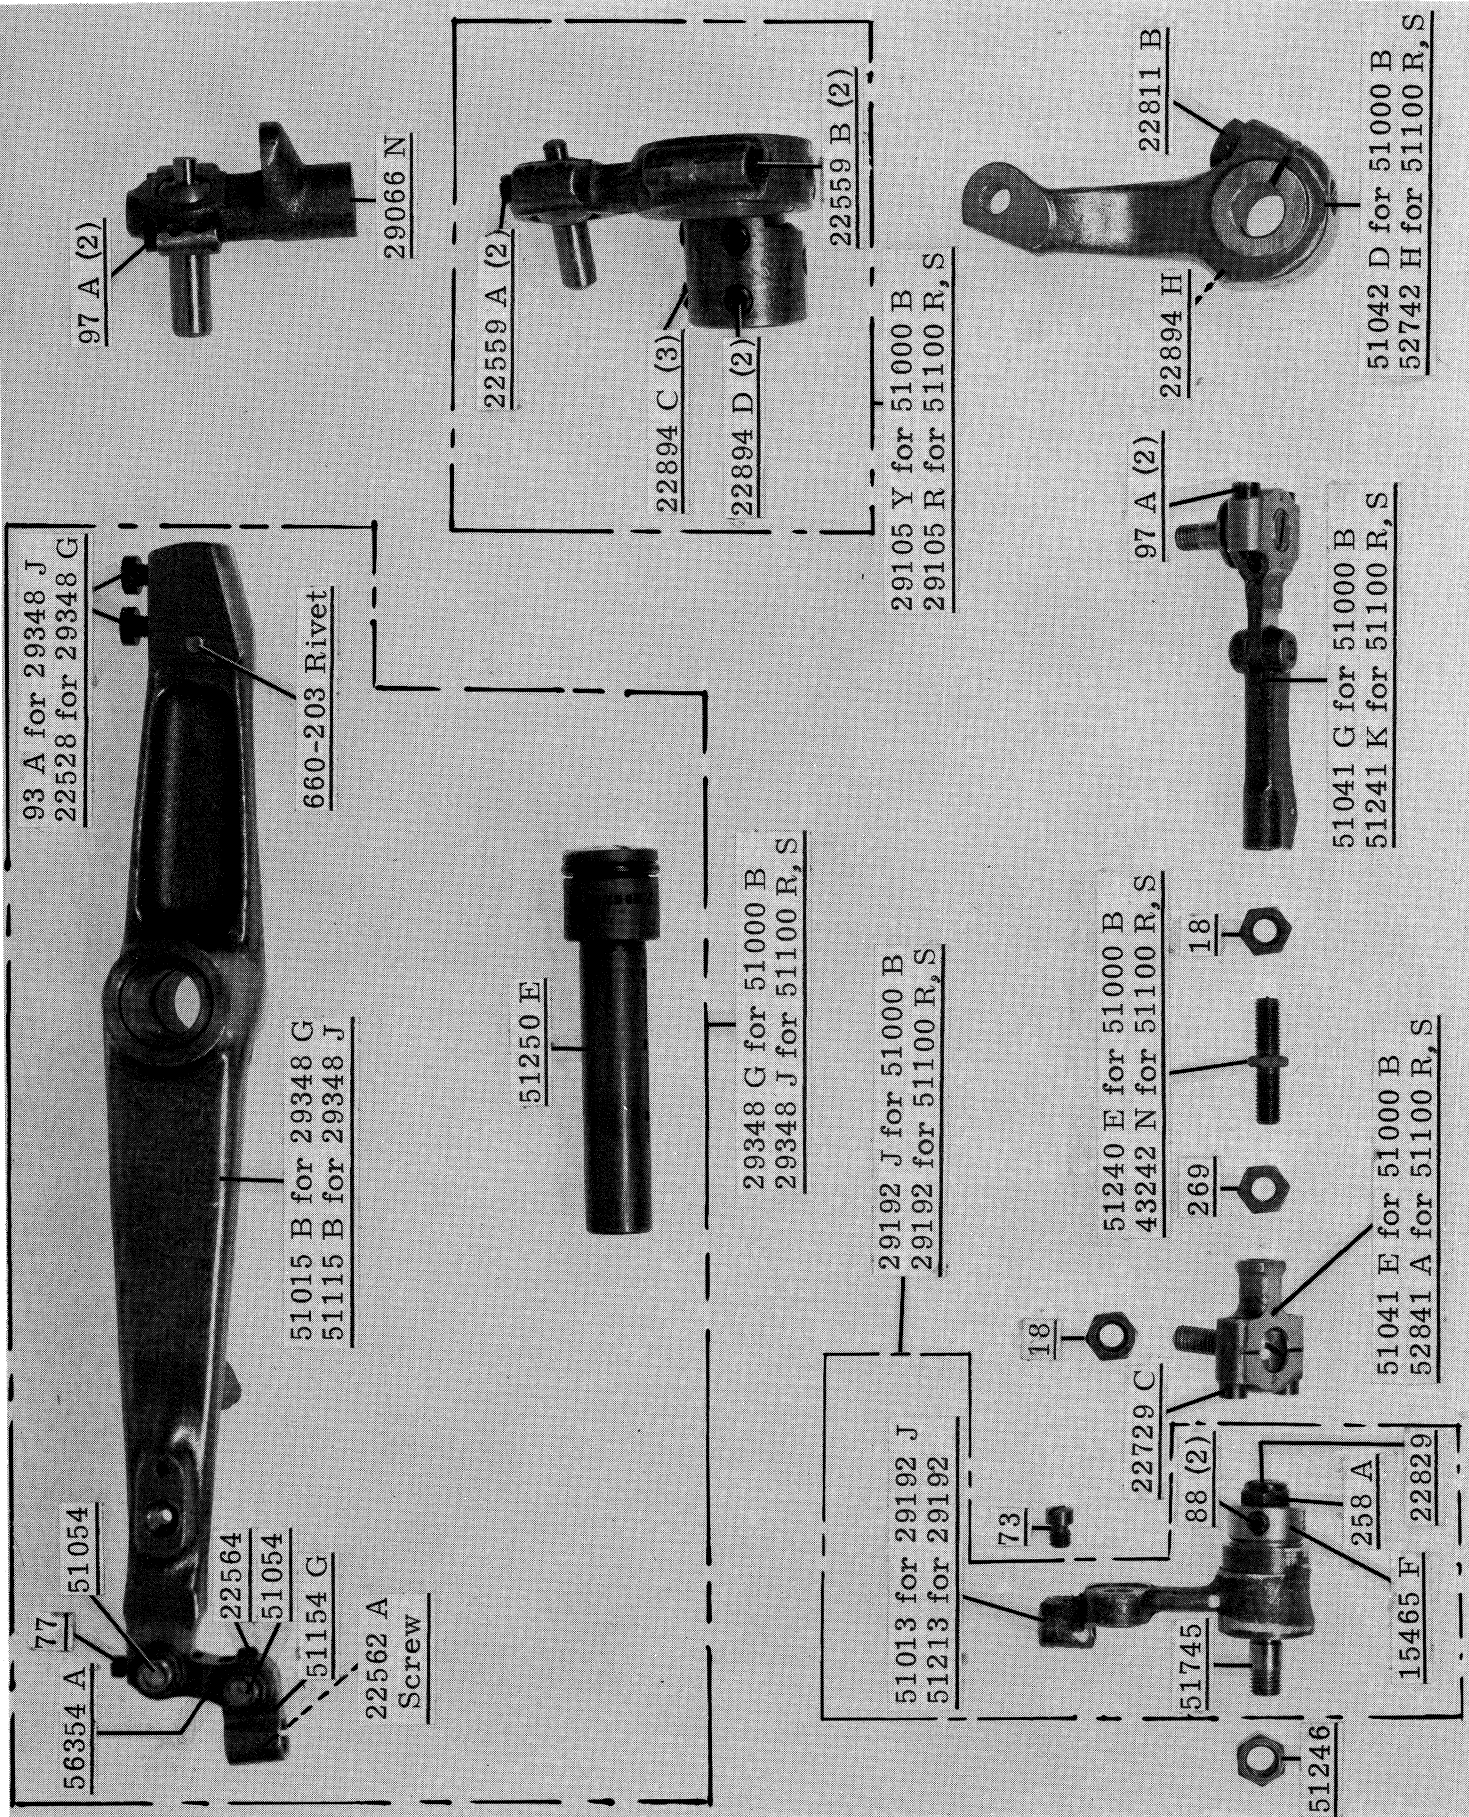 93 A for 29348 J
22528 for 29348 G
660-203 Rivet
51015 B for 29348 G
51115 B for 29348 J
51054
77
56354 A
22564
51054
51154 G
22562 A
Screw
51250 E
29348 G for 51000 B
29348 J for 51100 R,S
97 A (2)
29066 N
22559 A (2)
22894 C (3)
22894 D (2)
22559 B (2)
29105 Y for 51000 B
29105 R for 51100 R,S
22811 B
22894 H
51042 D for 51000 B
52742 H for 51100 R,S
97 A (2)
51041 G for 51000 B
51241 K for 51100 R,S
18
51240 E for 51000 B
43242 N for 51100 R,S
269
18
51041 E for 51000 B
52841 A for 51100 R,S
22729 C
29192 J for 51000 B
29192 for 51100 R,S
51013 for 29192 J
51213 for 29192
73
88 (2)
258 A
22829
15465 F
51745
51246